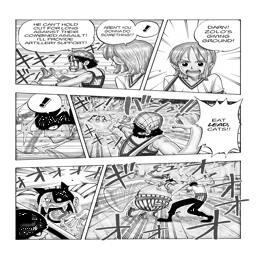 HE CAN'T HOLD
OUT FOR LONG
AGAINST THEIR
COMBINED ASSAULT!
I'LL PROVIDE
ARTILLERY SUPPORT!
AREN'T
YOU GONNA DO
SOMETHING?
DARN!
ZOLO'S
GIVING
GROUND!
!
EAT
LEAD,
CATS!!
!